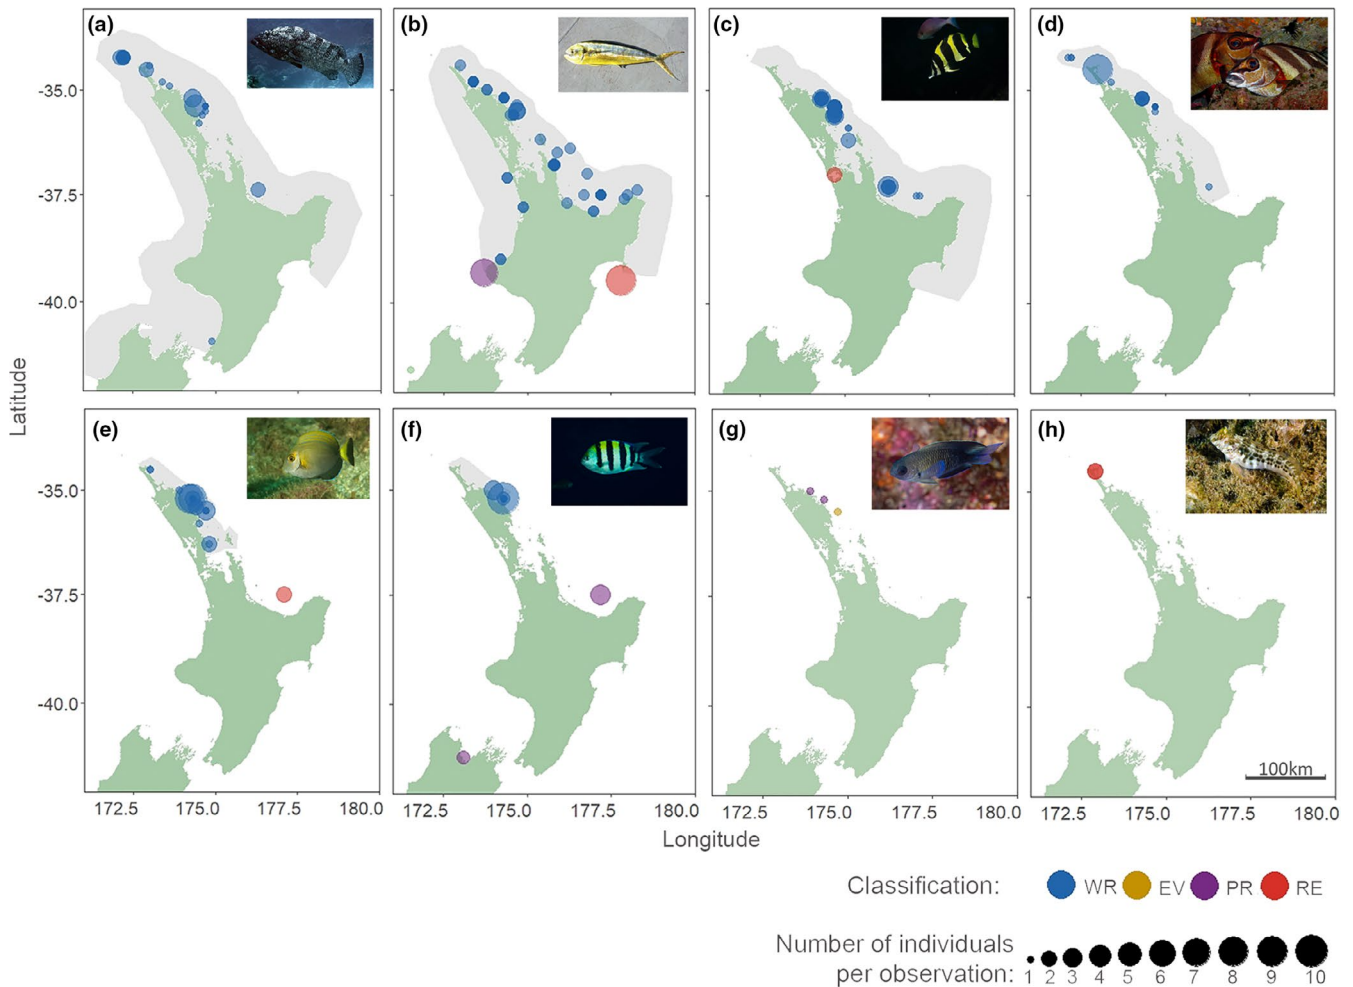 (a) (b) (c) (d)
-35.0
-37.5
-40.0
Latitude
(e) (f) (g) (h)
-35.0
-37.5
-40.0
100km
172.5 175.0 177.5 180.0 172.5 175.0 177.5 180.0 172.5 175.0 177.5 180.0 172.5 175.0 177.5 180.0
Longitude
Classification: WR EV PR RE
Number of individuals
per observation: 1 2 3 4 5 6 7 8 9 10